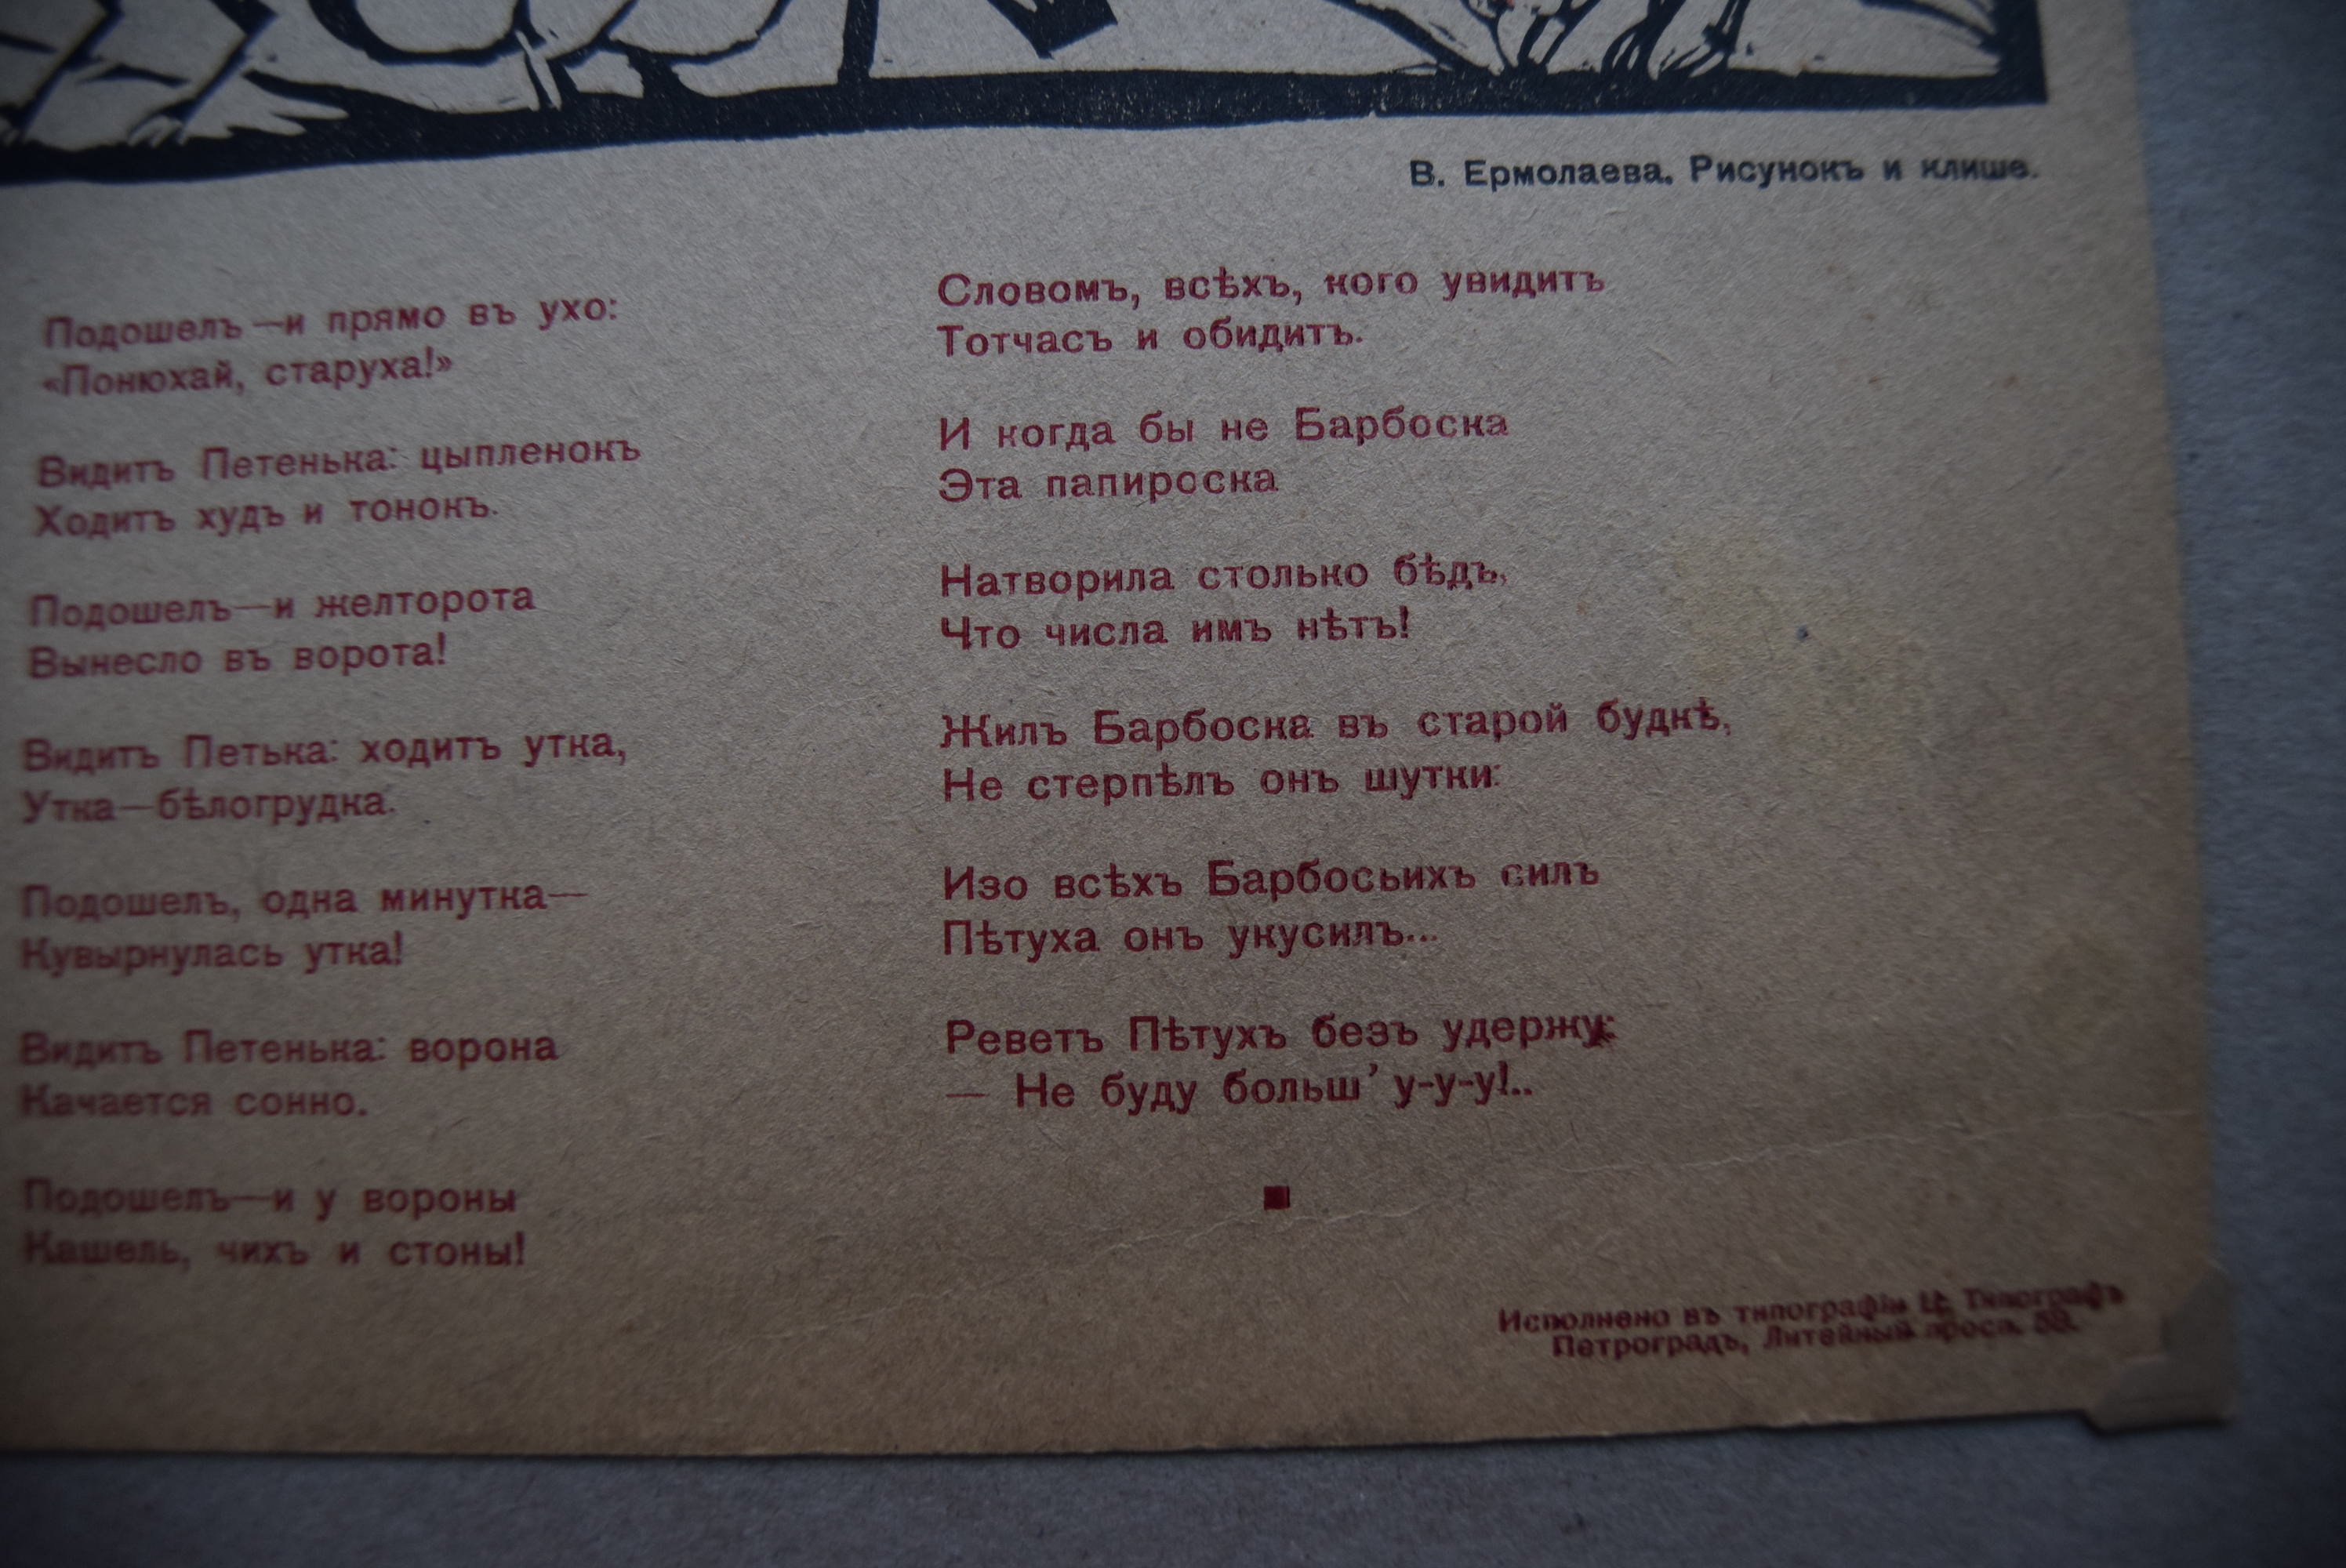 В. Ермолаева. Рисунокъ и клише.
Подошелъ—и прямо въ ухо:
«Понюхай, старуха!»
Видитъ Петенька: цыпленокъ
Ходитъ худъ и тонокъ.
Подошелъ—и желторота
Вынесло въ ворота!
Видитъ Петька: ходитъ утка,
Утка—бѣлогрудка.
Подошелъ, одна минутка—
Кувырнулась утка!
Видитъ Петенька: ворона
Качается сонно.
Подошелъ—и у вороны
Кашель, чихъ и стоны!
Словомъ, всѣхъ, кого увидитъ
Тотчасъ и обидитъ.
И когда бы не Барбоска
Эта папироска
Натворила столько бѣдъ,
Что числа имъ нѣтъ!
Жилъ Барбоска въ старой будкѣ,
Не стерпѣлъ онъ шутки:
Изо всѣхъ Барбосьихъ силъ
Пѣтуха онъ укусилъ...
Реветъ Пѣтухъ безъ удержу:
— Не буду больш’ у-у-у!..
Исполнено въ типографіи Ц. Типографъ
Петроградъ, Литейный просп. 58.